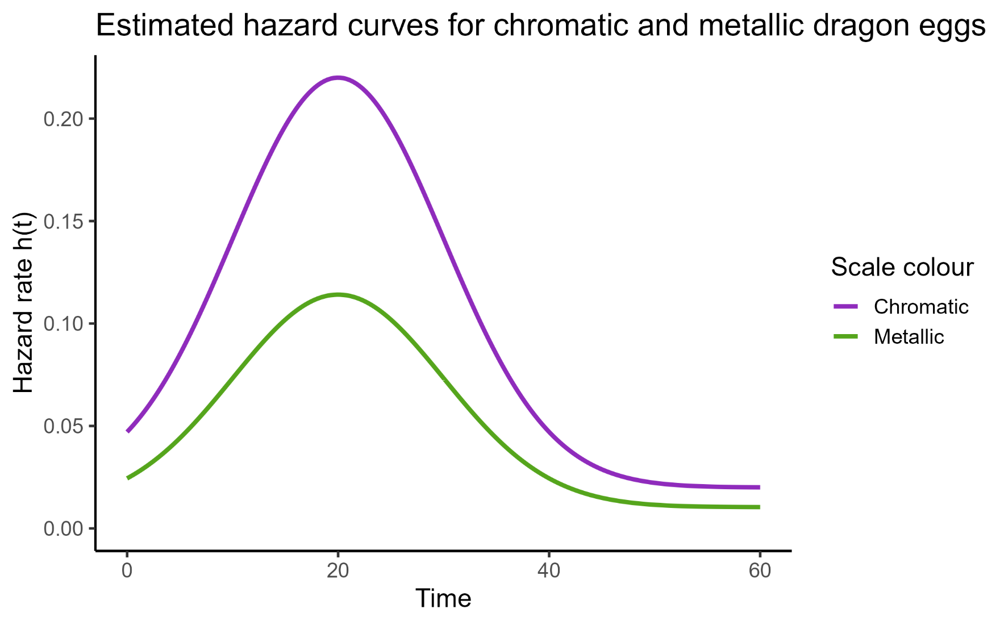 Estimated hazard curves for chromatic and metallic dragon eggs
Hazard rate h(t)
0.20
0.15
0.10
0.05
0.00
0 20 40 60
Time
Scale colour
Chromatic
Metallic